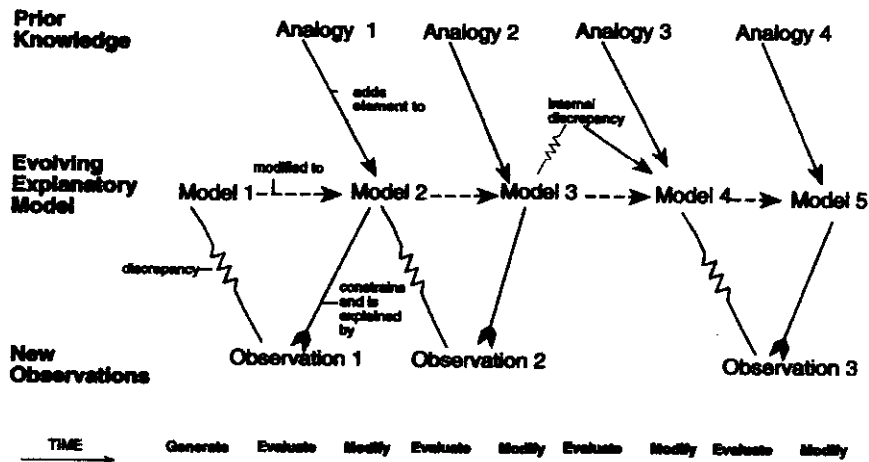 Prior
Knowledge
Analogy 1
Analogy 2
Analogy 3
Analogy 4
adds
element to
internal
discrepancy
Evolving
Explanatory
Model
modified to
Model 1
Model 2
Model 3
Model 4
Model 5
discrepancy
constrains
and is
explained
by
New
Observations
Observation 1
Observation 2
Observation 3
TIME
Generate
Evaluate
Modify
Evaluate
Modify
Evaluate
Modify
Evaluate
Modify